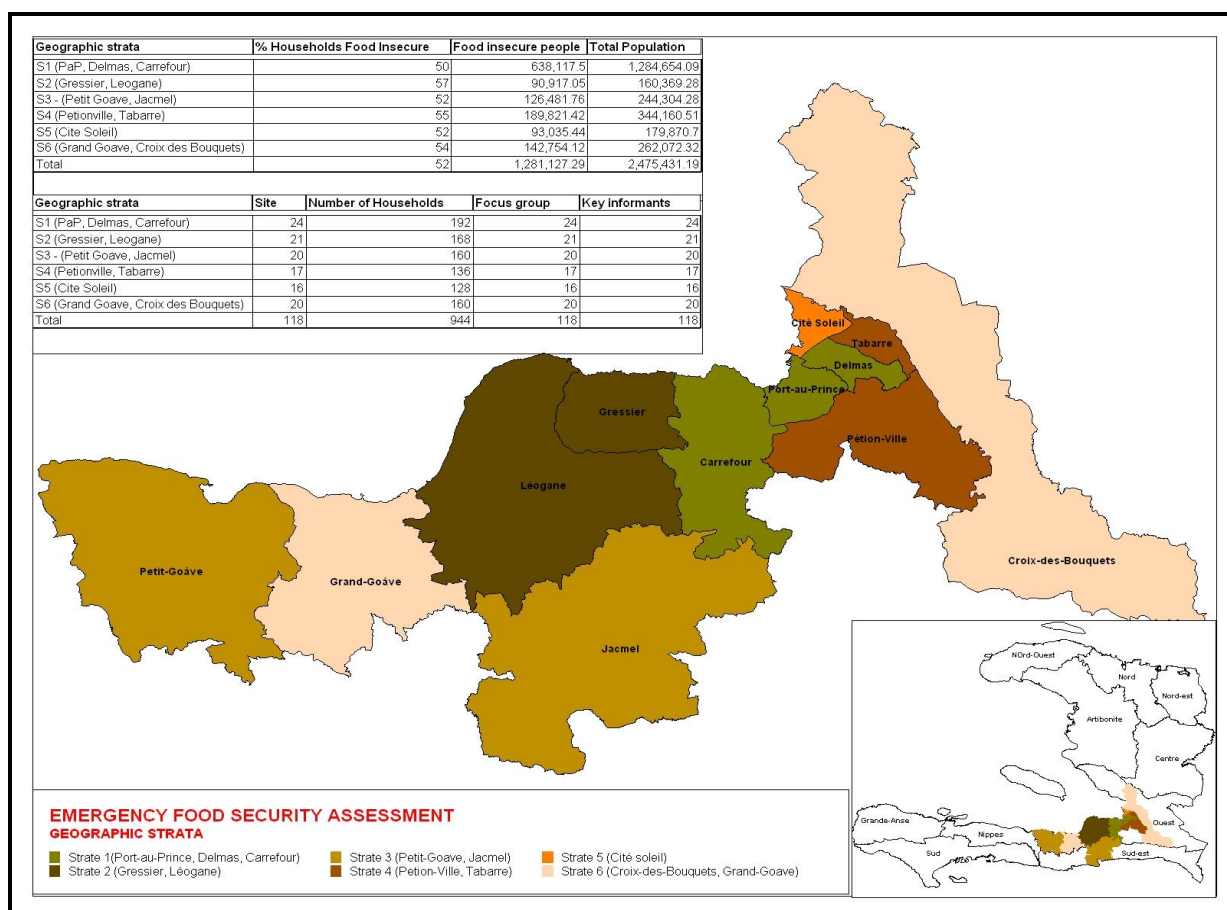 Geographic strata % Households Food Insecure Food insecure people Total Population
S1 (PaP, Delmas, Carrefour) 50 638,117.5 1,284,654.09
S2 (Gressier, Leogane) 57 90,917.05 160,369.28
S3 - (Petit Goave, Jacmel) 52 126,481.76 244,304.28
S4 (Petionville, Tabarre) 55 189,821.42 344,160.51
S5 (Cite Soleil) 52 93,035.44 179,870.7
S6 (Grand Goave, Croix des Bouquets) 54 142,754.12 262,072.32
Total 52 1,281,127.29 2,475,431.19
Geographic strata Site Number of Households Focus group Key informants
S1 (PaP, Delmas, Carrefour) 24 192 24 24
S2 (Gressier, Leogane) 21 168 21 21
S3 - (Petit Goave, Jacmel) 20 160 20 20
S4 (Petionville, Tabarre) 17 136 17 17
S5 (Cite Soleil) 16 128 16 16
S6 (Grand Goave, Croix des Bouquets) 20 160 20 20
Total 118 944 118 118
Cité Soleil
Tabarre
Delmas
Port-au-Prince
Gressier
Pétion-Ville
Carrefour
Léogane
Croix-des-Bouquets
Petit-Goâve
Grand-Goâve
Jacmel
NOrd-Ouest
Nord
Nord-est
Artibonite
Centre
Grande-Anse
Ouest
Nippes
Sud
Sud-est
EMERGENCY FOOD SECURITY ASSESSMENT
GEOGRAPHIC STRATA
Strate 1(Port-au-Prince, Delmas, Carrefour)
Strate 2 (Gressier, Léogane)
Strate 3 (Petit-Goave, Jacmel)
Strate 4 (Petion-Ville, Tabarre)
Strate 5 (Cité soleil)
Strate 6 (Croix-des-Bouquets, Grand-Goave)